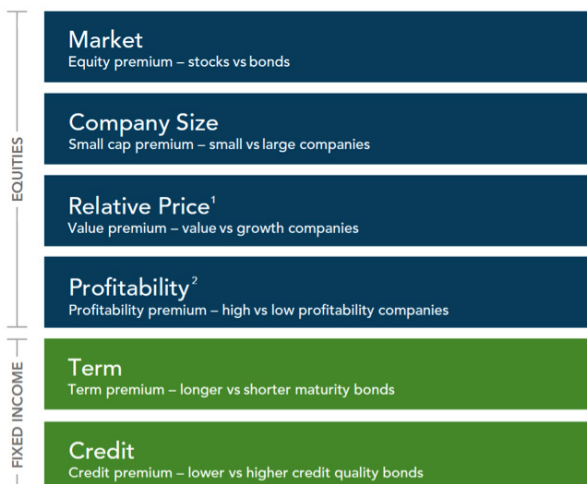 EQUITIES
Market
Equity premium – stocks vs bonds
Company Size
Small cap premium – small vs large companies
Relative Price¹
Value premium – value vs growth companies
Profitability²
Profitability premium – high vs low profitability companies
FIXED INCOME
Term
Term premium – longer vs shorter maturity bonds
Credit
Credit premium – lower vs higher credit quality bonds